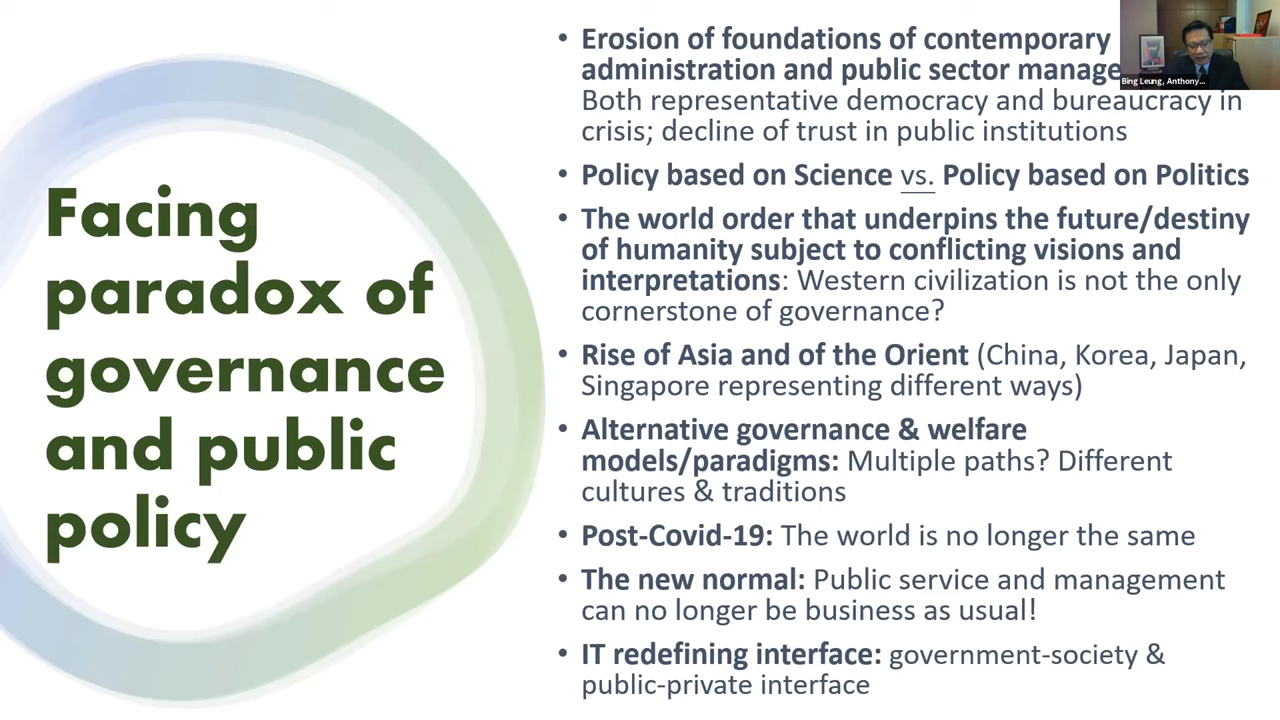 Facing
paradox of
governance
and public
policy
• Erosion of foundations of contemporary
administration and public sector manage
Both representative democracy and bureaucracy in
crisis; decline of trust in public institutions
• Policy based on Science vs. Policy based on Politics
• The world order that underpins the future/destiny
of humanity subject to conflicting visions and
interpretations: Western civilization is not the only
cornerstone of governance?
• Rise of Asia and of the Orient (China, Korea, Japan,
Singapore representing different ways)
• Alternative governance & welfare
models/paradigms: Multiple paths? Different
cultures & traditions
• Post-Covid-19: The world is no longer the same
• The new normal: Public service and management
can no longer be business as usual!
• IT redefining interface: government-society &
public-private interface
Bing Leung, Anthony...